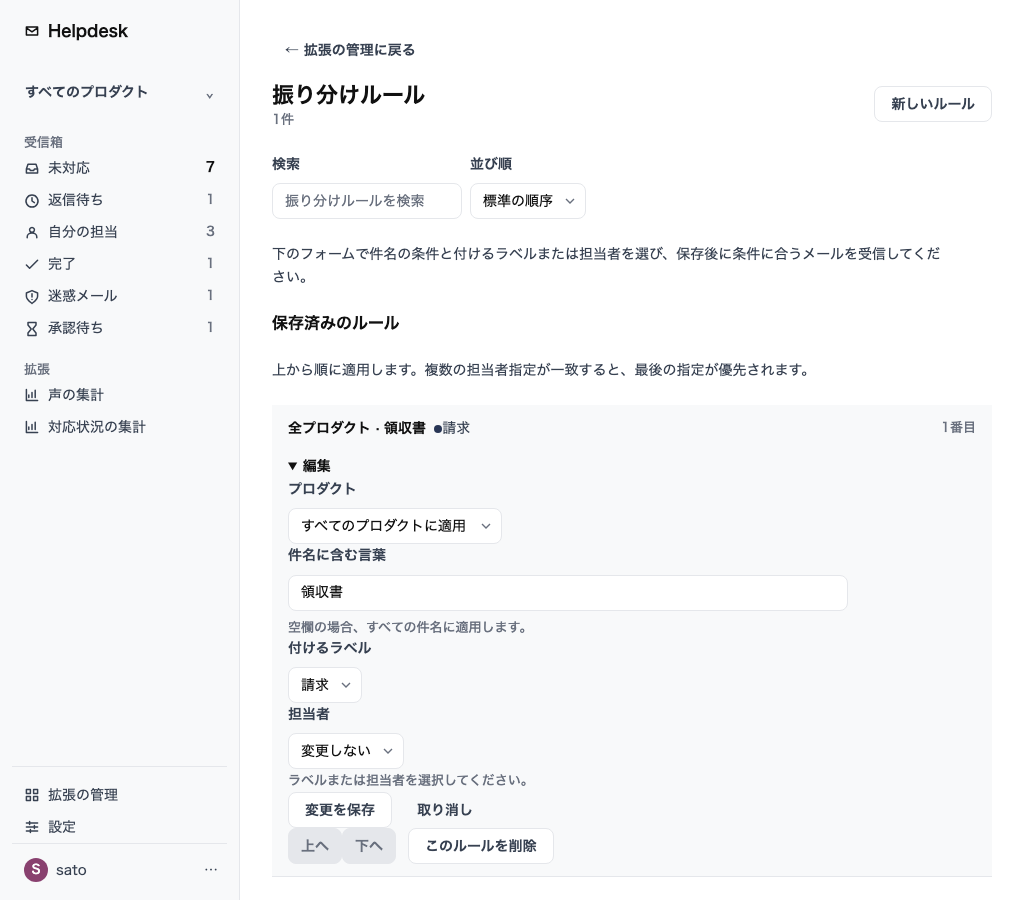 Helpdesk
すべてのプロダクト
受信箱
未対応 7
返信待ち 1
自分の担当 3
完了 1
迷惑メール 1
承認待ち 1
拡張
声の集計
対応状況の集計
拡張の管理
設定
S sato ...
← 拡張の管理に戻る
振り分けルール
1件
新しいルール
検索 並び順
振り分けルールを検索 標準の順序
下のフォームで件名の条件と付けるラベルまたは担当者を選び、保存後に条件に合うメールを受信してくだ
さい。
保存済みのルール
上から順に適用します。複数の担当者指定が一致すると、最後の指定が優先されます。
全プロダクト · 領収書 ●請求 1番目
▼ 編集
プロダクト
すべてのプロダクトに適用
件名に含む言葉
領収書
空欄の場合、すべての件名に適用します。
付けるラベル
請求
担当者
変更しない
ラベルまたは担当者を選択してください。
変更を保存 取り消し
上へ 下へ このルールを削除